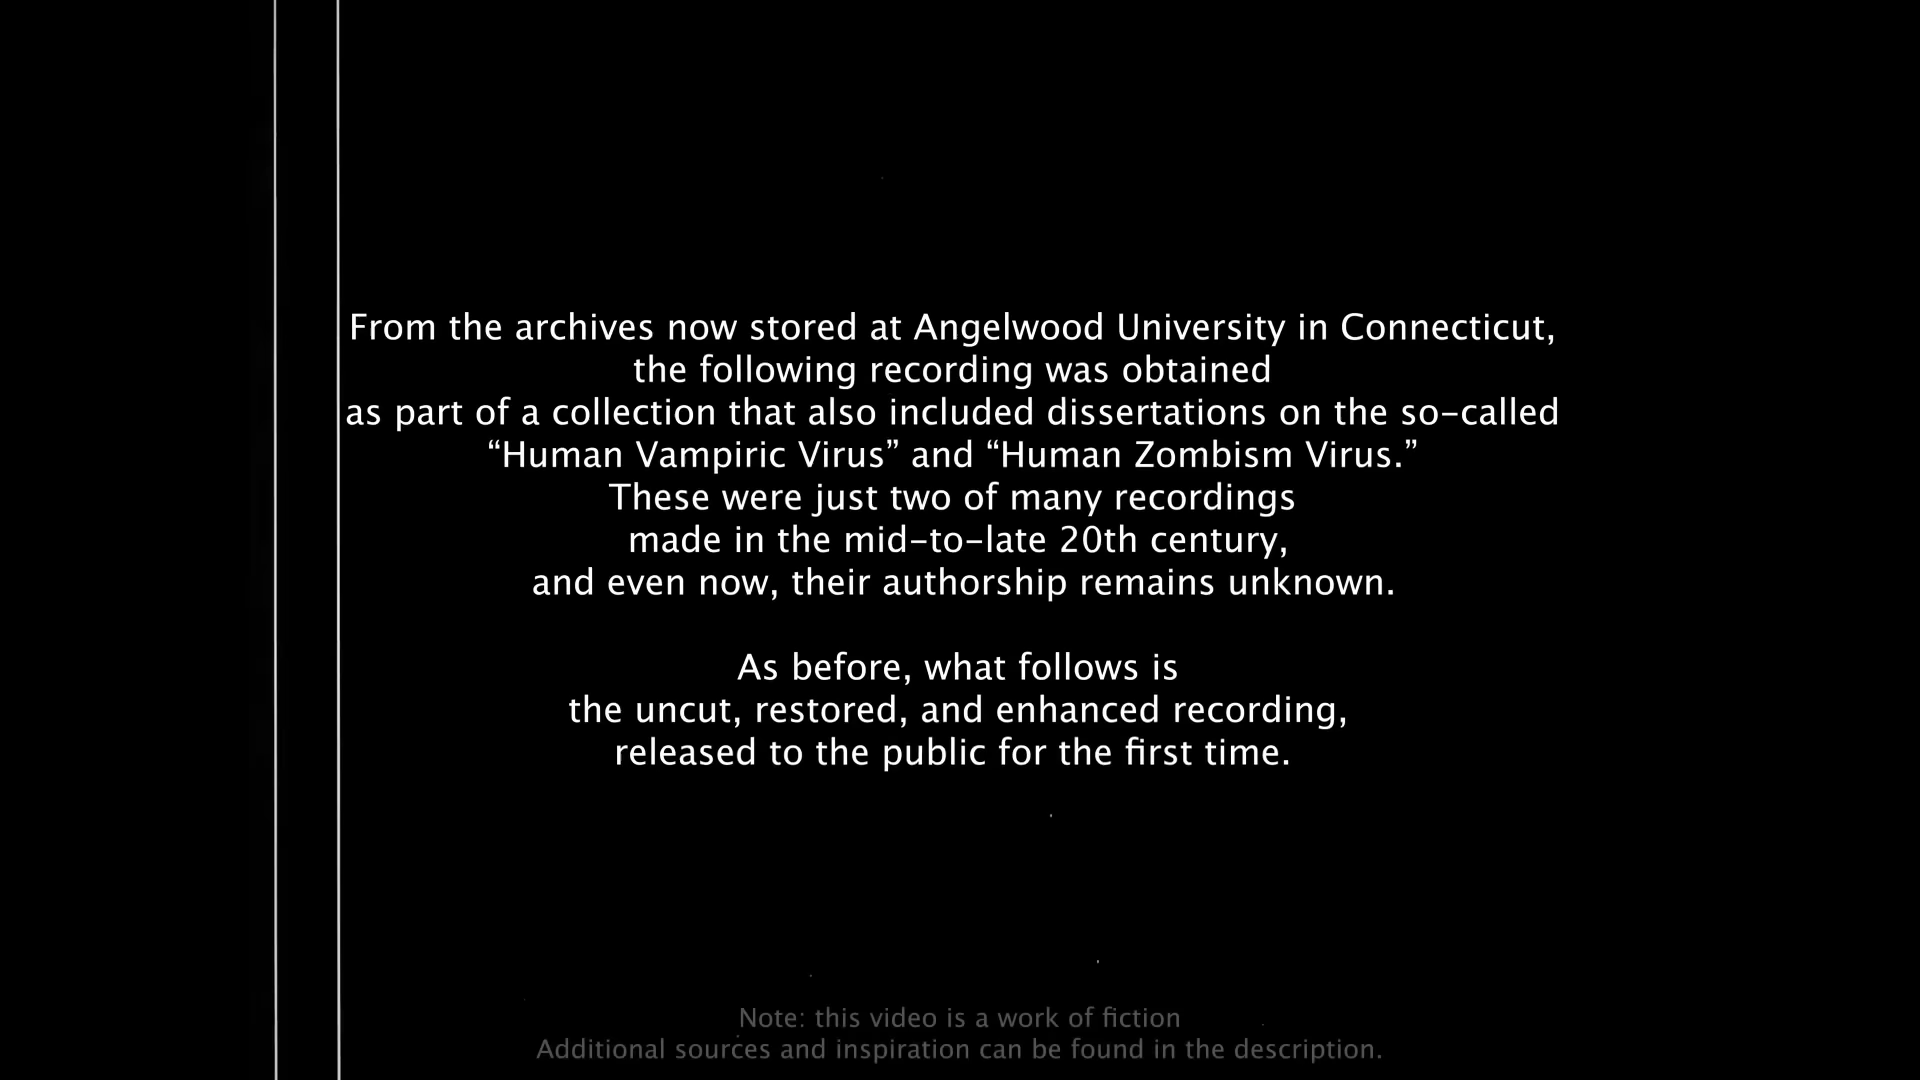 From the archives now stored at Angelwood University in Connecticut,
the following recording was obtained
as part of a collection that also included dissertations on the so-called
“Human Vampiric Virus” and “Human Zombism Virus.”
These were just two of many recordings
made in the mid-to-late 20th century,
and even now, their authorship remains unknown.
As before, what follows is
the uncut, restored, and enhanced recording,
released to the public for the first time.
Note: this video is a work of fiction
Additional sources and inspiration can be found in the description.